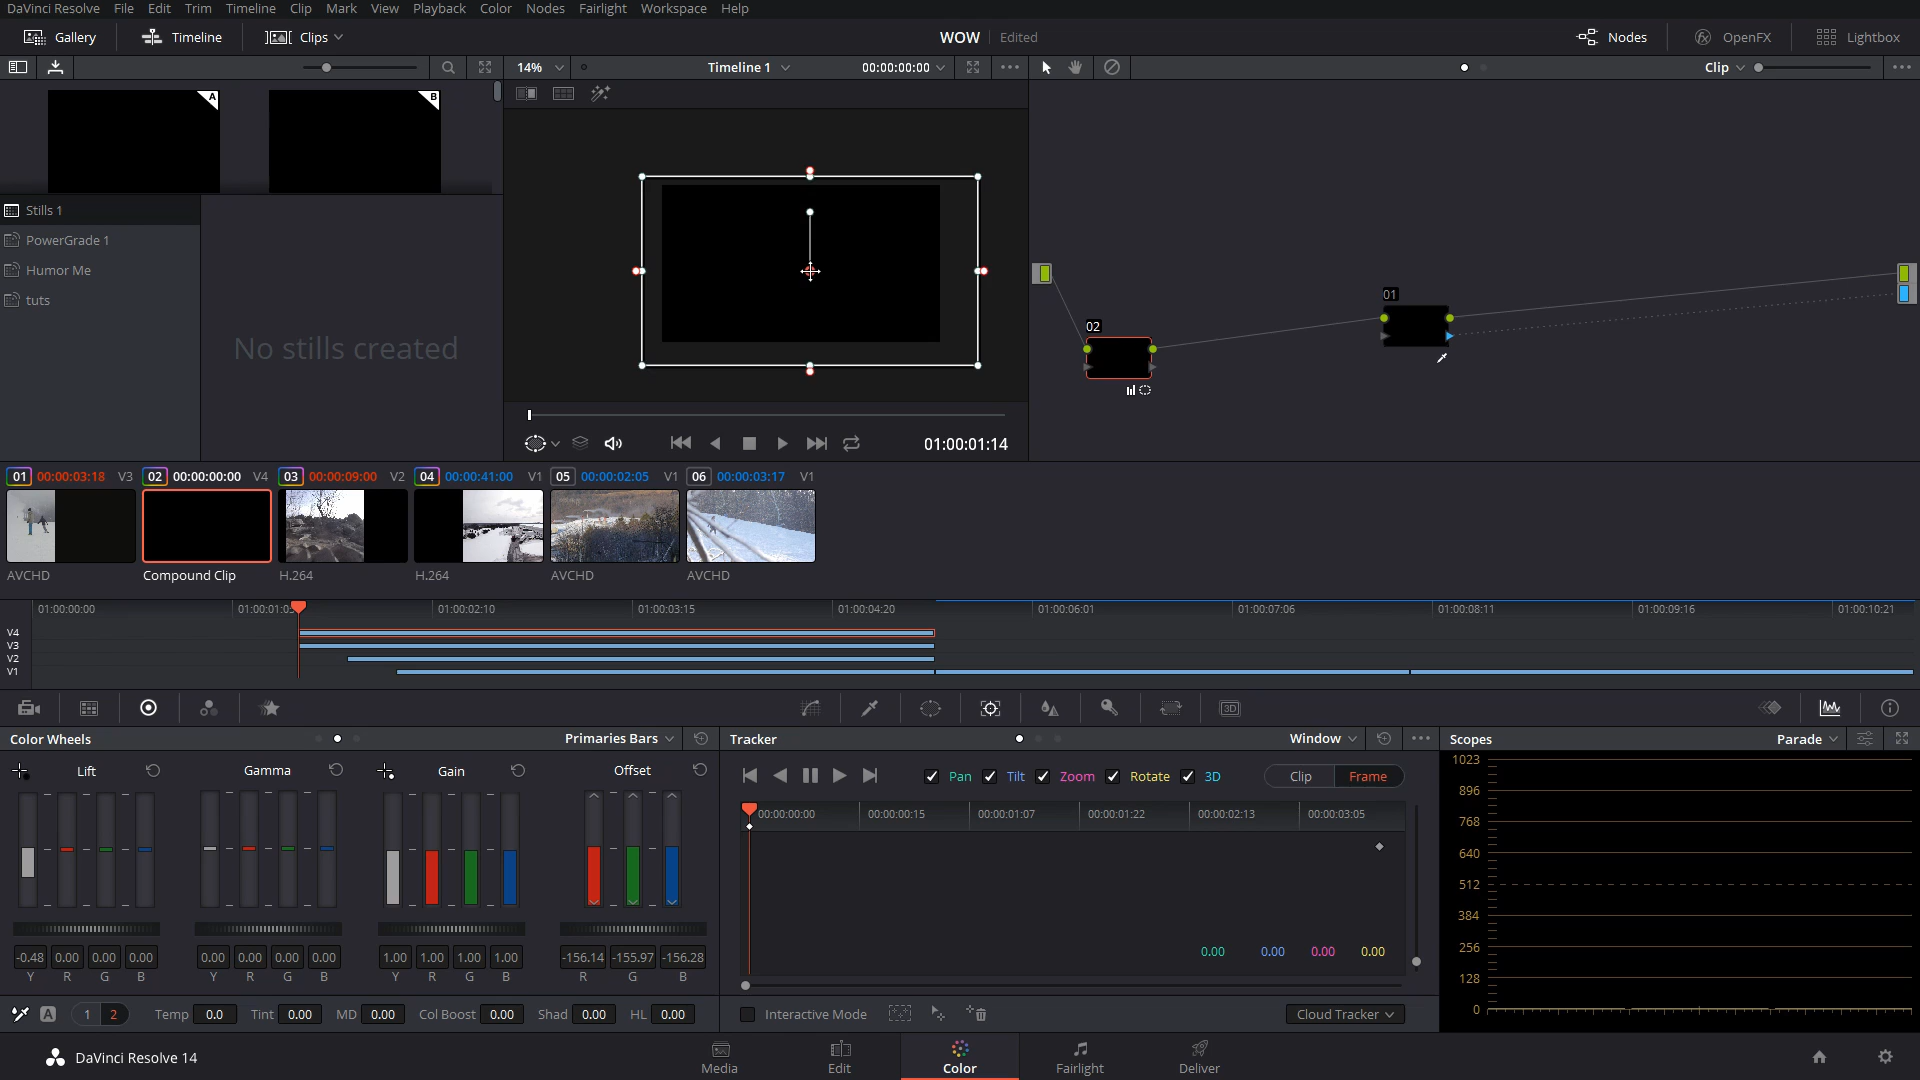 DaVinci Resolve File Edit Trim Timeline Clip Mark View Playback Color Nodes Fairlight Workspace Help
Gallery Timeline Clips WOW Edited Nodes OpenFX Lightbox
14% Timeline 1 00:00:00:00 Clip
A B
Stills 1
PowerGrade 1
Humor Me
tuts
No stills created
01
02
01:00:01:14
01 00:00:03:18 V3 02 00:00:00:00 V4 03 00:00:09:00 V2 04 00:00:41:00 V1 05 00:00:02:05 V1 06 00:00:03:17 V1
AVCHD Compound Clip H.264 H.264 AVCHD AVCHD
01:00:00:00 01:00:02:10 01:00:03:15 01:00:04:20 01:00:06:01 01:00:07:06 01:00:08:11 01:00:09:16 01:00:10:21
V4
V3
V2
V1
3D
Color Wheels Primaries Bars Tracker Window Scopes Parade
Lift Gamma Gain Offset
Pan Tilt Zoom Rotate 3D Clip Frame
00:00:00:00 00:00:00:15 00:00:01:07 00:00:01:22 00:00:02:13 00:00:03:05
1023
896
768
640
512
384
256
128
0
0.00 0.00 0.00 0.00
-0.48 0.00 0.00 0.00 0.00 0.00 0.00 0.00 1.00 1.00 1.00 1.00 -156.14 -155.97 -156.28
Y R G B Y R G B Y R G B R G B
A 1 2 Temp 0.0 Tint 0.00 MD 0.00 Col Boost 0.00 Shad 0.00 HL 0.00
Interactive Mode Cloud Tracker
DaVinci Resolve 14 Media Edit Color Fairlight Deliver